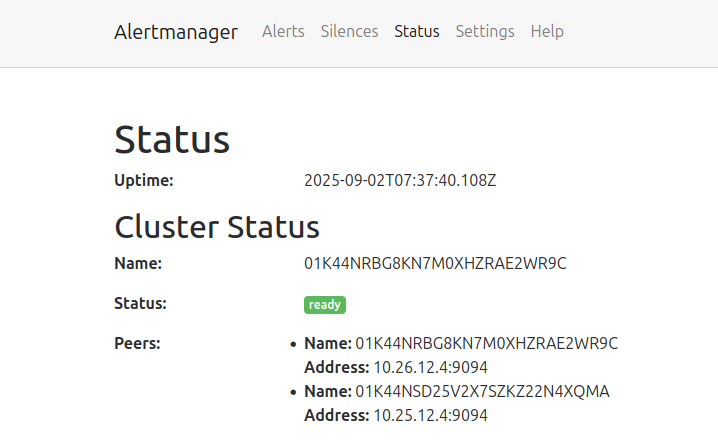 Alertmanager Alerts Silences Status Settings Help
Status
Uptime: 2025-09-02T07:37:40.108Z
Cluster Status
Name: 01K44NRBG8KN7M0XHZRAE2WR9C
Status: ready
Peers: • Name: 01K44NRBG8KN7M0XHZRAE2WR9C
Address: 10.26.12.4:9094
• Name: 01K44NSD25V2X7SZKZ22N4XQMA
Address: 10.25.12.4:9094